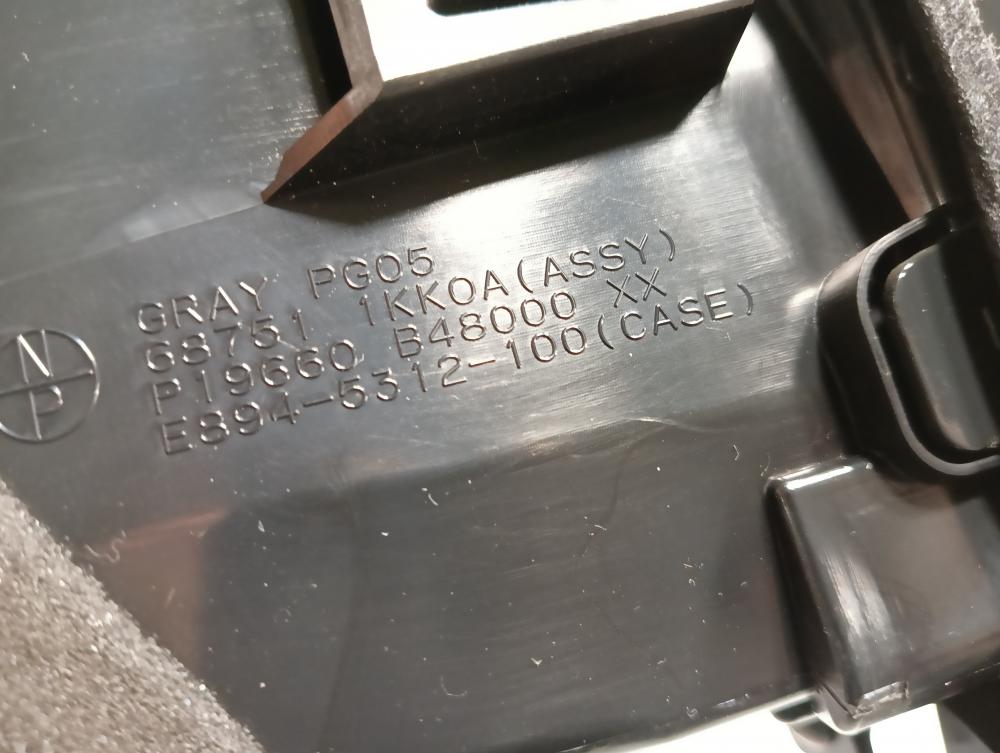 GRAY PG05
68751 1KK0A(ASSY)
P19660 B48000 XX
E894-5312-100(CASE)
N
P